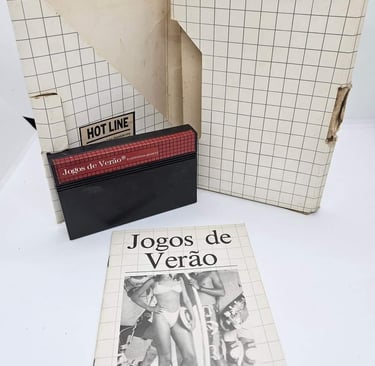 HOT LINE
Jogos de Verão®
Jogos de
Verão